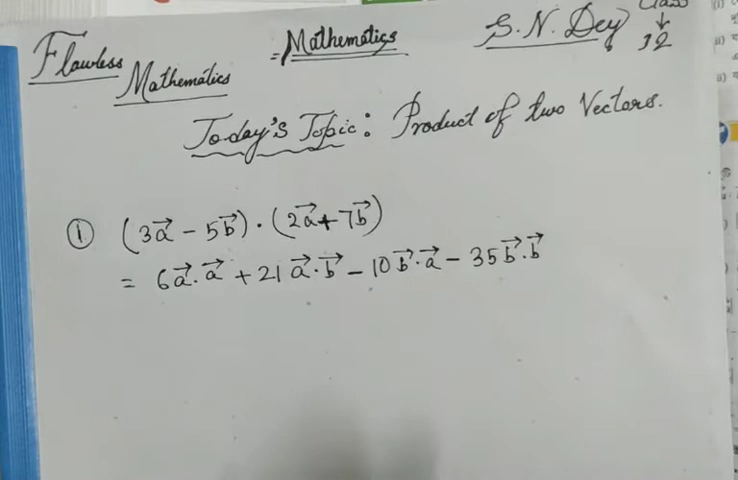 Flawless Mathematics = Mathematics S. N. Dey Class
↓
12
Today's Topic: Product of two Vectors.
① (3a⃗ − 5b⃗) · (2a⃗ + 7b⃗)
= 6a⃗.a⃗ + 21 a⃗.b⃗ − 10 b⃗.a⃗ − 35 b⃗.b⃗